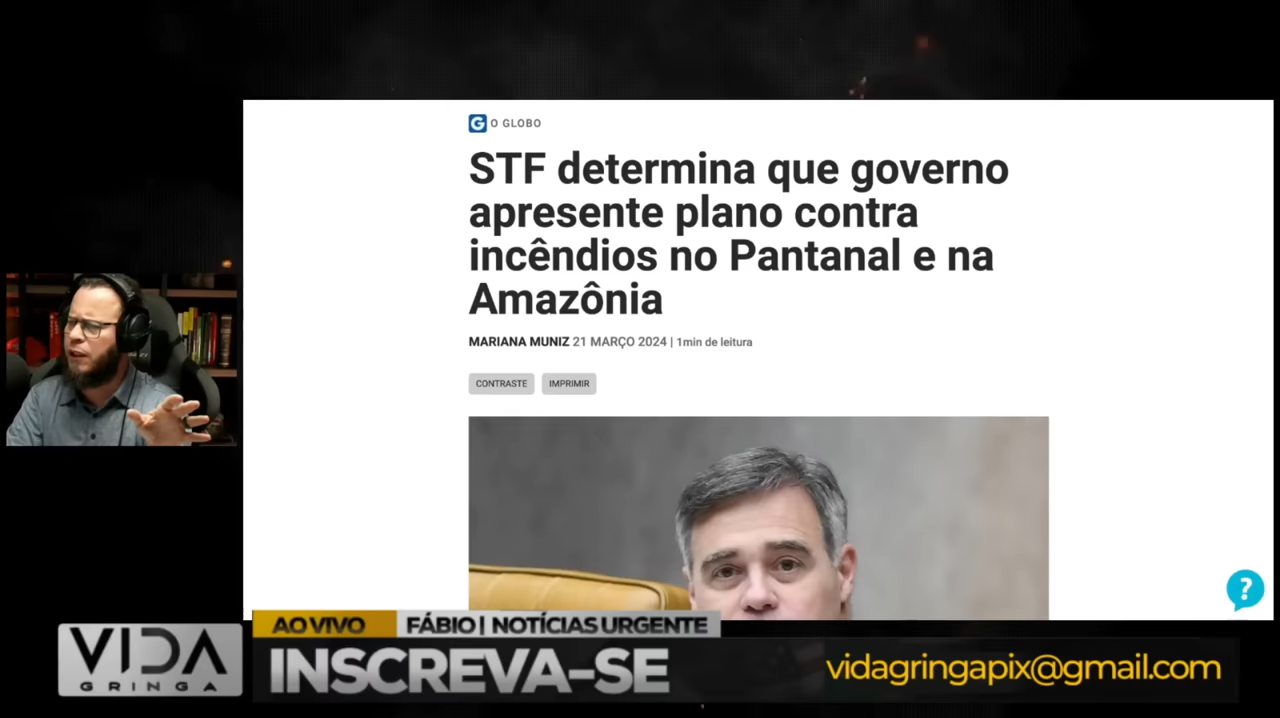 G O GLOBO
STF determina que governo
apresente plano contra
incêndios no Pantanal e na
Amazônia
MARIANA MUNIZ 21 MARÇO 2024 | 1min de leitura
CONTRASTE IMPRIMIR
?
AO VIVO FÁBIO | NOTÍCIAS URGENTE
VIDA
GRINGA
INSCREVA-SE
vidagringapix@gmail.com